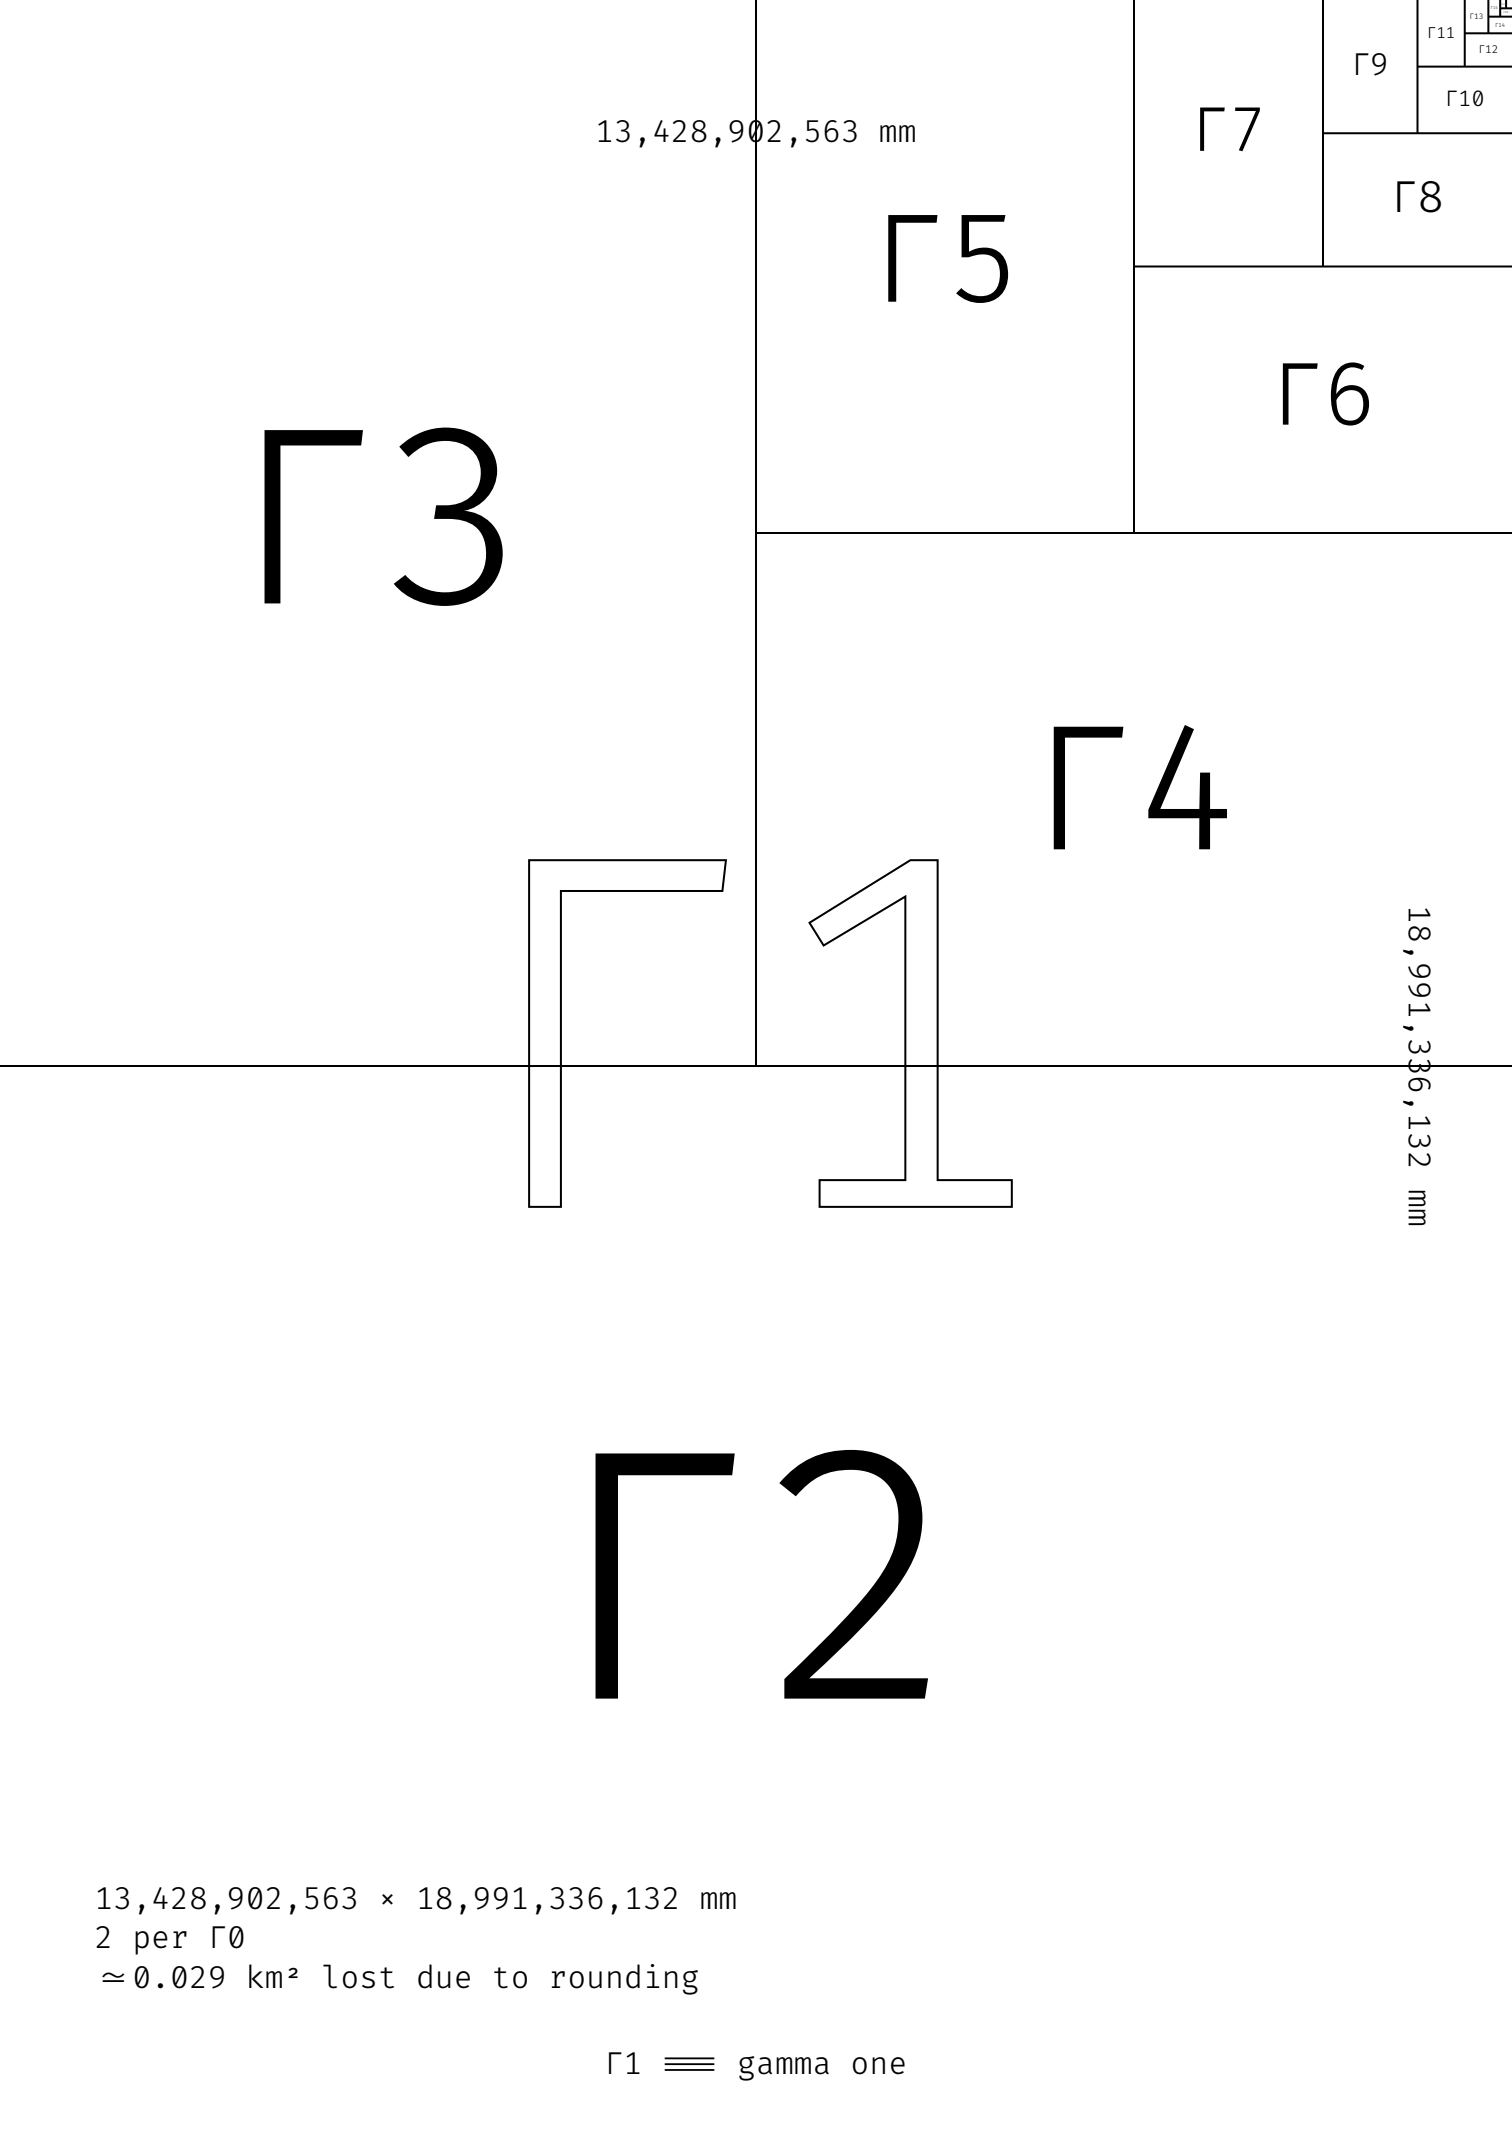 13,428,902,563 mm
Γ3
Γ5
Γ7
Γ9
Γ11
Γ13
Γ14
Γ12
Γ10
Γ8
Γ6
Γ4
18,991,336,132 mm
Γ1
Γ2
13,428,902,563 × 18,991,336,132 mm
2 per Γ0
≃0.029 km² lost due to rounding
Γ1 ≡ gamma one